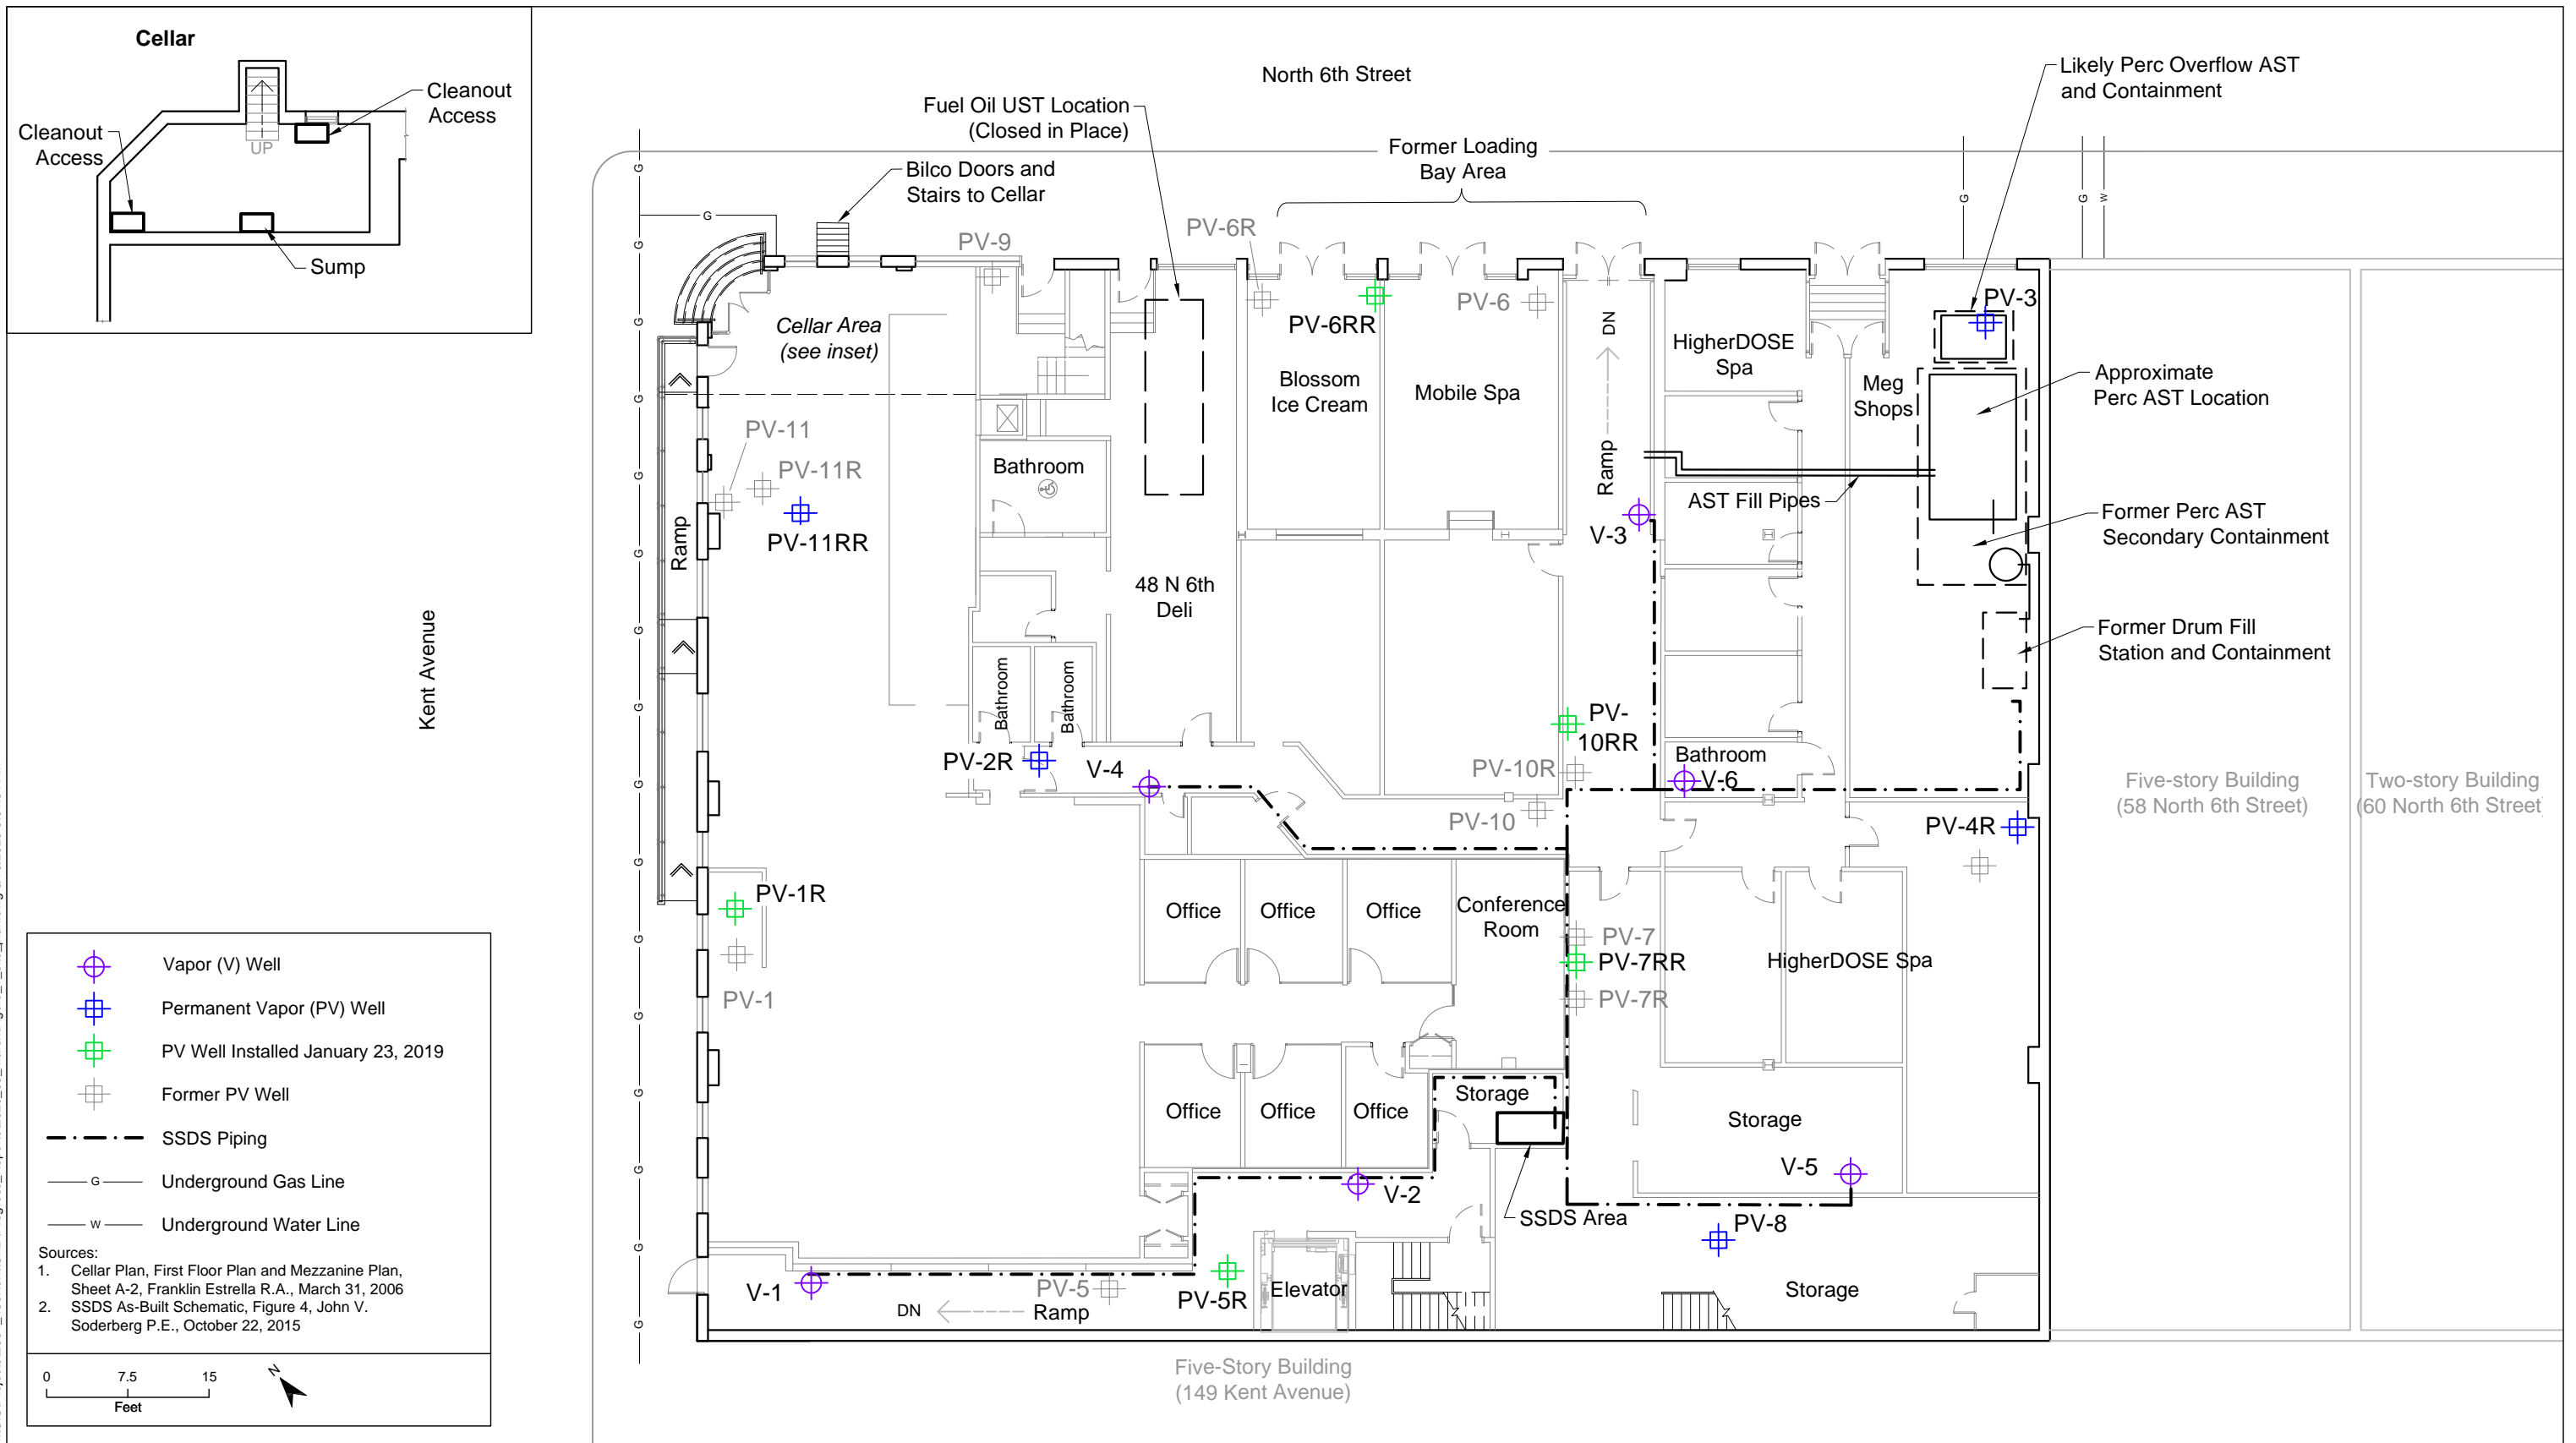 Cellar
Cleanout
Access
Cleanout
Access
UP
Sump
North 6th Street
Fuel Oil UST Location
(Closed in Place)
Likely Perc Overflow AST
and Containment
Former Loading
Bay Area
Bilco Doors and
Stairs to Cellar
G
G
G
W
PV-9
PV-6R
PV-6
PV-6RR
PV-3
Cellar Area
(see inset)
DN
Ramp
HigherDOSE
Spa
Blossom
Ice Cream
Mobile Spa
Meg
Shops
Approximate
Perc AST Location
PV-11
PV-11R
PV-11RR
Bathroom
AST Fill Pipes
Former Perc AST
Secondary Containment
V-3
Ramp
48 N 6th
Deli
Former Drum Fill
Station and Containment
Kent Avenue
Bathroom
Bathroom
PV-
10RR
PV-2R
V-4
PV-10R
Bathroom
V-6
PV-10
PV-4R
Five-story Building
(58 North 6th Street)
Two-story Building
(60 North 6th Street
PV-1R
PV-1
Office
Office
Office
Conference
Room
PV-7
PV-7RR
PV-7R
HigherDOSE Spa
Office
Office
Office
Storage
Storage
V-5
V-2
SSDS Area
PV-8
V-1
PV-5
PV-5R
Elevator
Storage
DN
Ramp
Five-Story Building
(149 Kent Avenue)
Vapor (V) Well
Permanent Vapor (PV) Well
PV Well Installed January 23, 2019
Former PV Well
SSDS Piping
G
Underground Gas Line
W
Underground Water Line
Sources:
1. Cellar Plan, First Floor Plan and Mezzanine Plan,
Sheet A-2, Franklin Estrella R.A., March 31, 2006
2. SSDS As-Built Schematic, Figure 4, John V.
Soderberg P.E., October 22, 2015
0 7.5 15
Feet
N